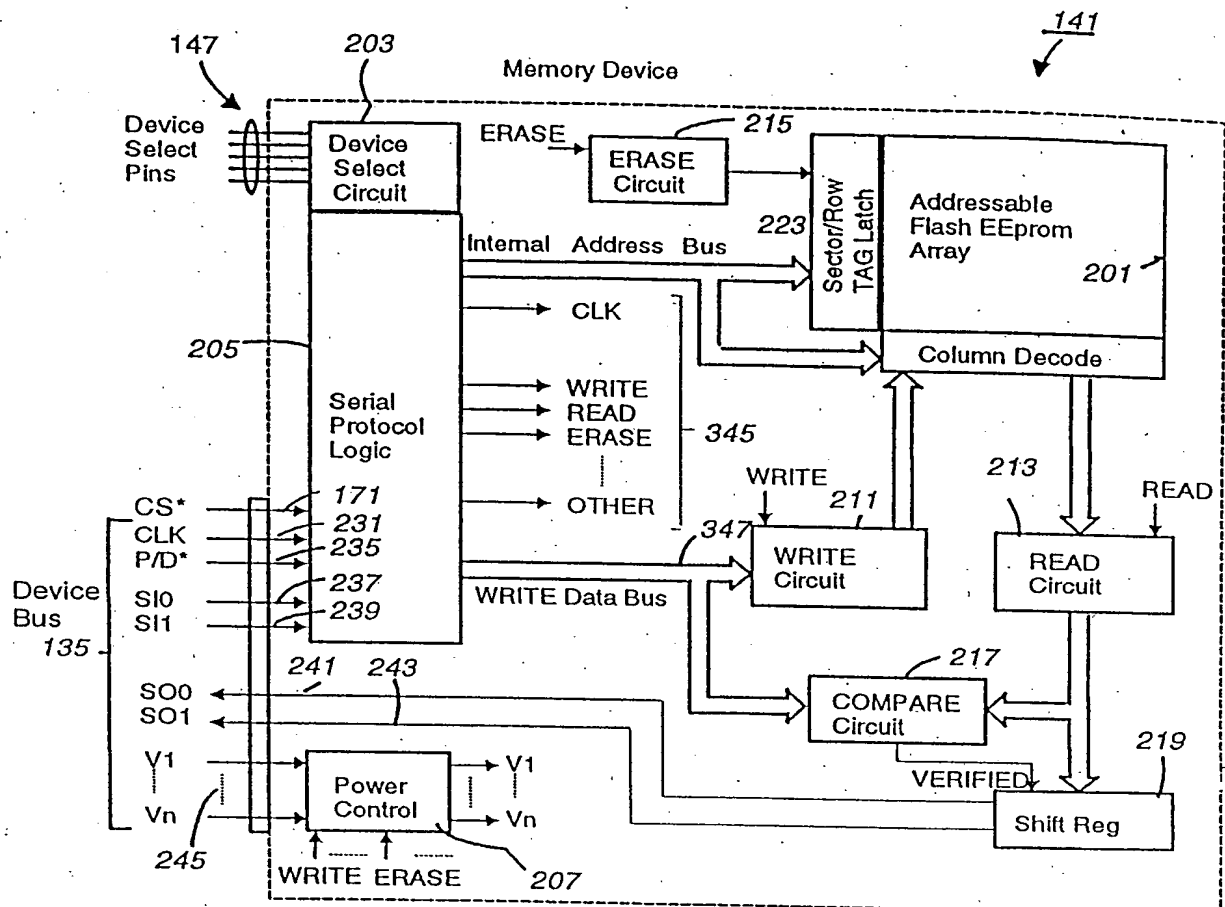 141
147
203
Memory Device
Device
Select
Pins
Device
Select
Circuit
ERASE
215
ERASE
Circuit
223
Sector/Row
TAG Latch
Addressable
Flash EEprom
Array
201
Column Decode
Internal Address Bus
205
Serial
Protocol
Logic
CLK
WRITE
READ
ERASE
OTHER
345
WRITE
211
WRITE
Circuit
213
READ
READ
Circuit
347
WRITE Data Bus
Device
Bus
135
CS*
171
CLK
231
P/D*
235
SI0
237
SI1
239
SO0
241
243
SO1
217
COMPARE
Circuit
VERIFIED
219
Shift Reg
V1
Vn
245
Power
Control
V1
Vn
WRITE ERASE
207